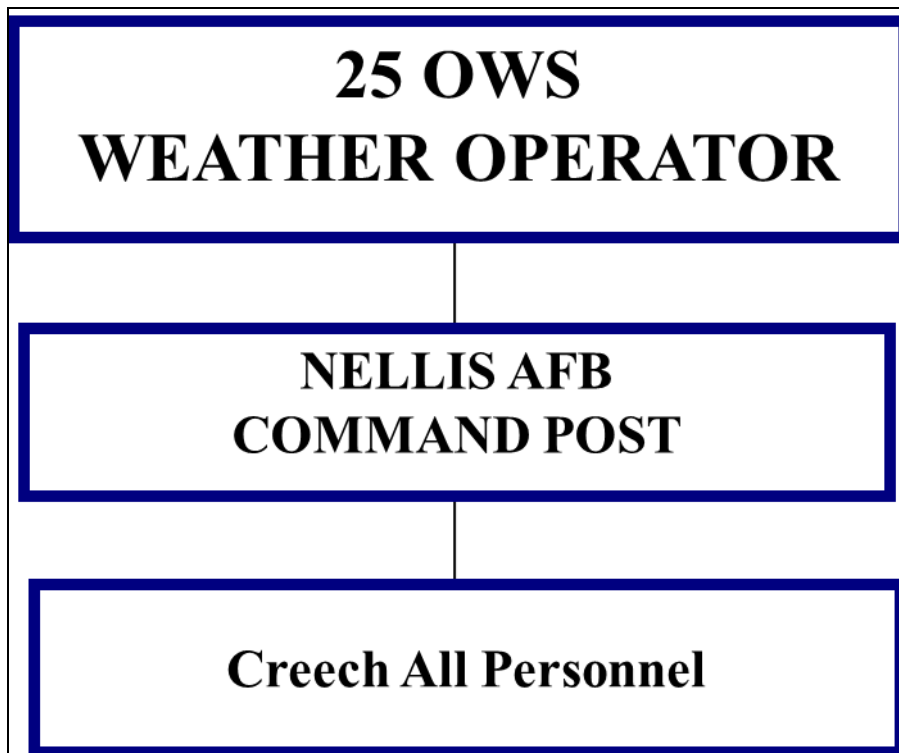 25 OWS
WEATHER OPERATOR
NELLIS AFB
COMMAND POST
Creech All Personnel